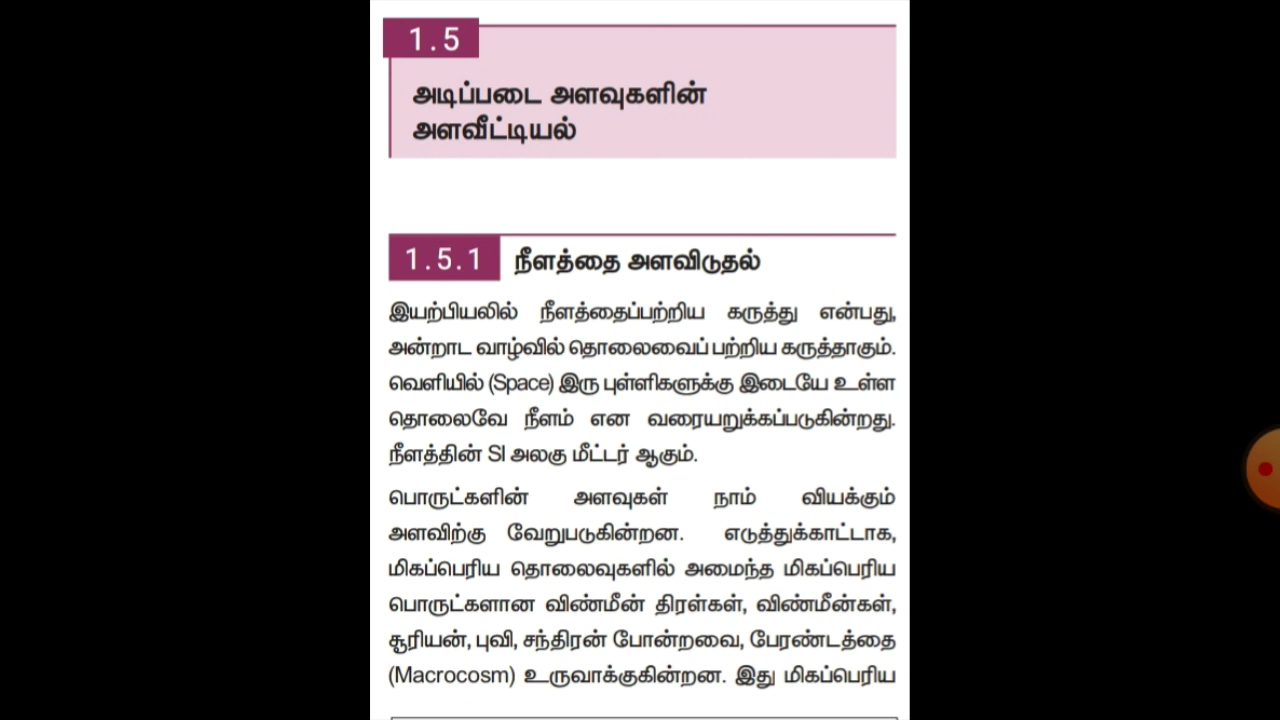 1.5
அடிப்படை அளவுகளின்
அளவீட்டியல்
1.5.1 நீளத்தை அளவிடுதல்
இயற்பியலில் நீளத்தைப்பற்றிய கருத்து என்பது,
அன்றாட வாழ்வில் தொலைவைப் பற்றிய கருத்தாகும்.
வெளியில் (Space) இரு புள்ளிகளுக்கு இடையே உள்ள
தொலைவே நீளம் என வரையறுக்கப்படுகின்றது.
நீளத்தின் SI அலகு மீட்டர் ஆகும்.
பொருட்களின் அளவுகள் நாம் வியக்கும்
அளவிற்கு வேறுபடுகின்றன. எடுத்துக்காட்டாக,
மிகப்பெரிய தொலைவுகளில் அமைந்த மிகப்பெரிய
பொருட்களான விண்மீன் திரள்கள், விண்மீன்கள்,
சூரியன், புவி, சந்திரன் போன்றவை, பேரண்டத்தை
(Macrocosm) உருவாக்குகின்றன. இது மிகப்பெரிய